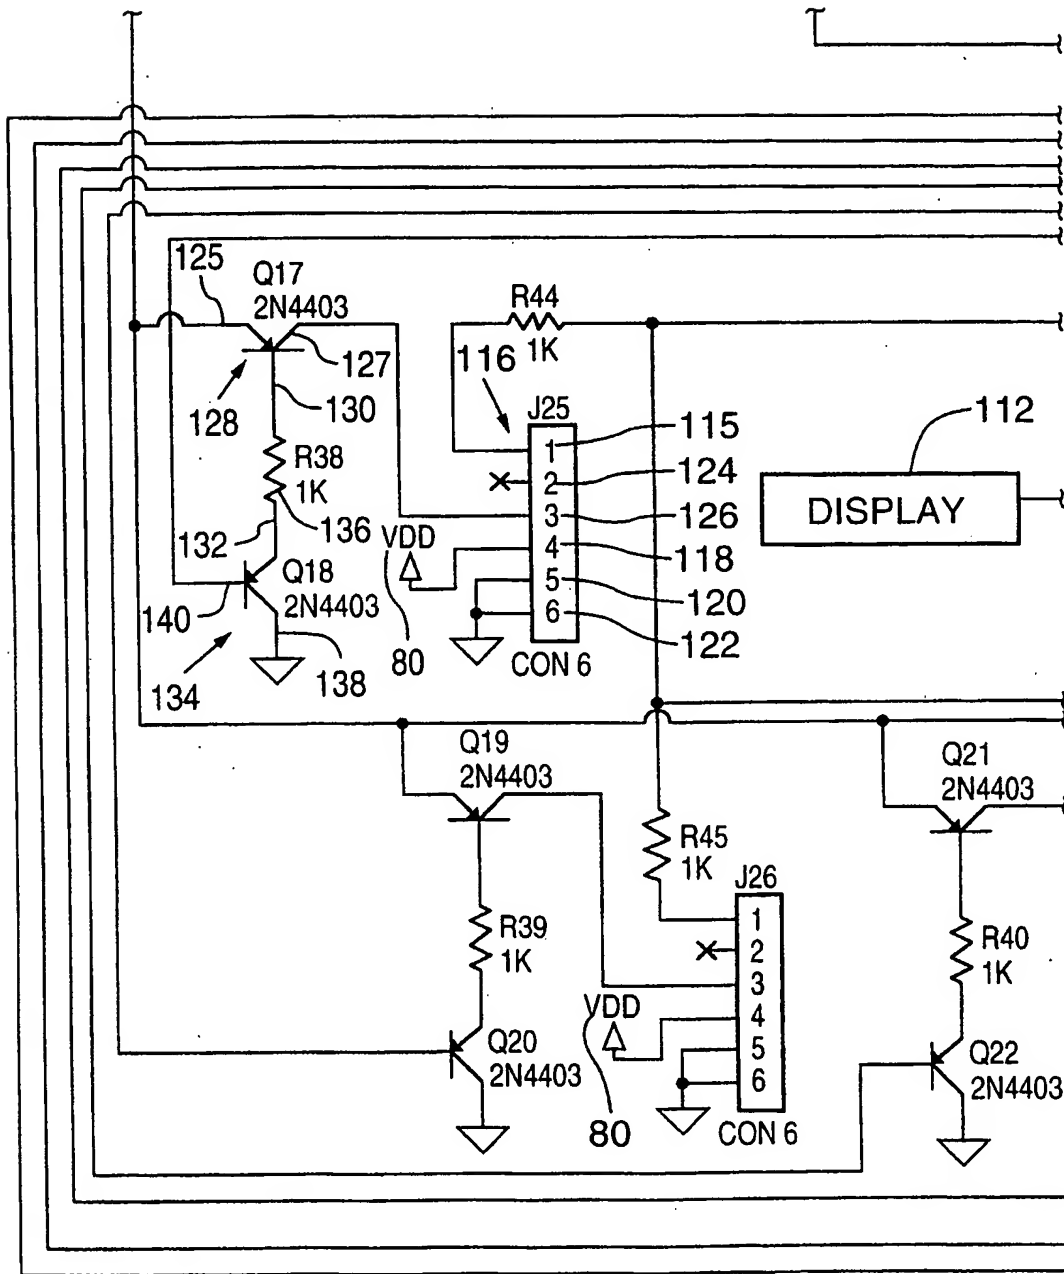 125
Q17
2N4403
127
128
130
R38
1K
136
132
Q18
2N4403
140
134
138
R44
1K
116
J25
1
2
3
4
5
6
115
124
126
118
120
122
VDD
80
CON 6
112
DISPLAY
Q19
2N4403
R39
1K
Q20
2N4403
R45
1K
J26
1
2
3
4
5
6
VDD
80
CON 6
Q21
2N4403
R40
1K
Q22
2N4403